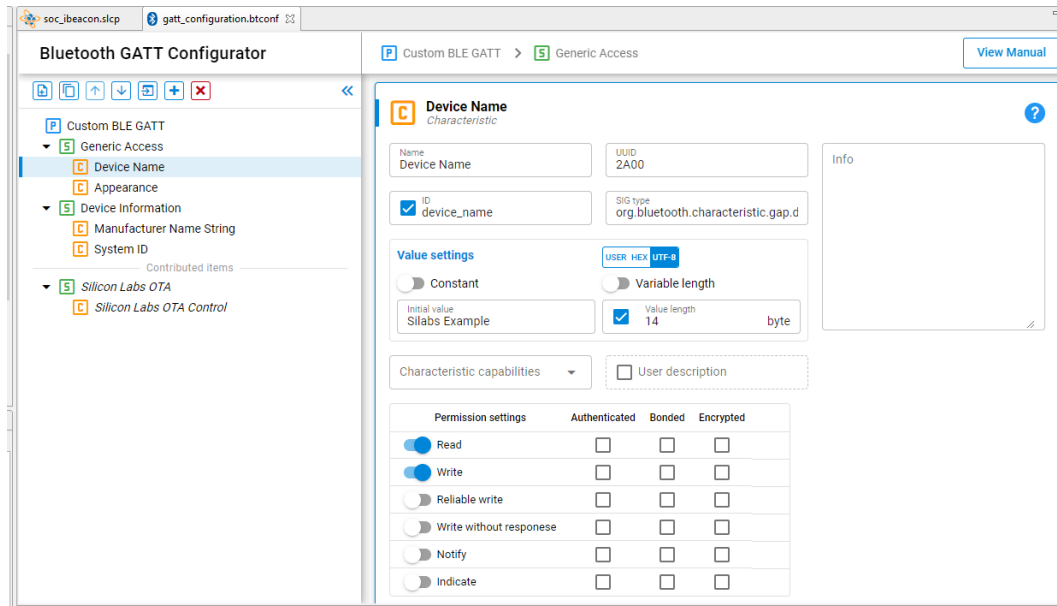 soc_ibeacon.slcp
gatt_configuration.btconf
Bluetooth GATT Configurator
P Custom BLE GATT
S Generic Access
C Device Name
C Appearance
S Device Information
C Manufacturer Name String
C System ID
Contributed items
S Silicon Labs OTA
C Silicon Labs OTA Control
P Custom BLE GATT > S Generic Access
View Manual
C Device Name
Characteristic
?
Name
Device Name
UUID
2A00
Info
ID
device_name
SIG type
org.bluetooth.characteristic.gap.d
Value settings
USER HEX UTF-8
Constant
Variable length
Initial value
Silabs Example
Value length
14 byte
Characteristic capabilities
User description
Permission settings Authenticated Bonded Encrypted
Read
Write
Reliable write
Write without responese
Notify
Indicate